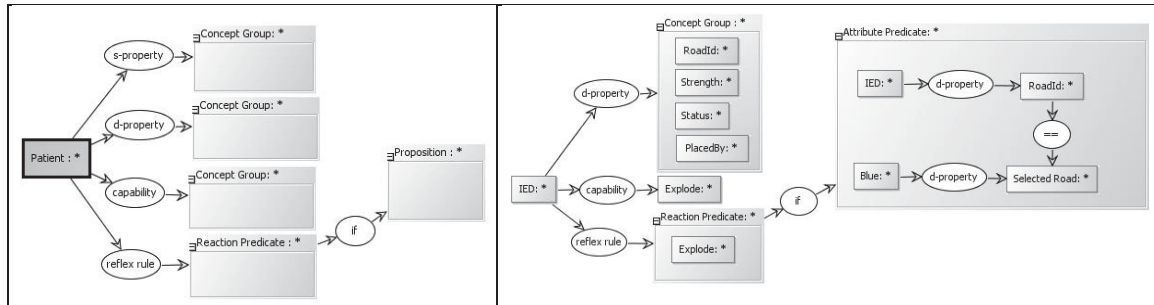 Concept Group: *
s-property
Concept Group: *
d-property
Patient : *
Concept Group: *
capability
Proposition : *
Reaction Predicate : *
if
reflex rule
Concept Group: *
RoadId: *
Strength: *
Status: *
PlacedBy: *
d-property
IED: *
capability
Explode: *
Reaction Predicate: *
Explode: *
reflex rule
if
Attribute Predicate: *
IED: *
d-property
RoadId: *
==
Blue: *
d-property
Selected Road: *